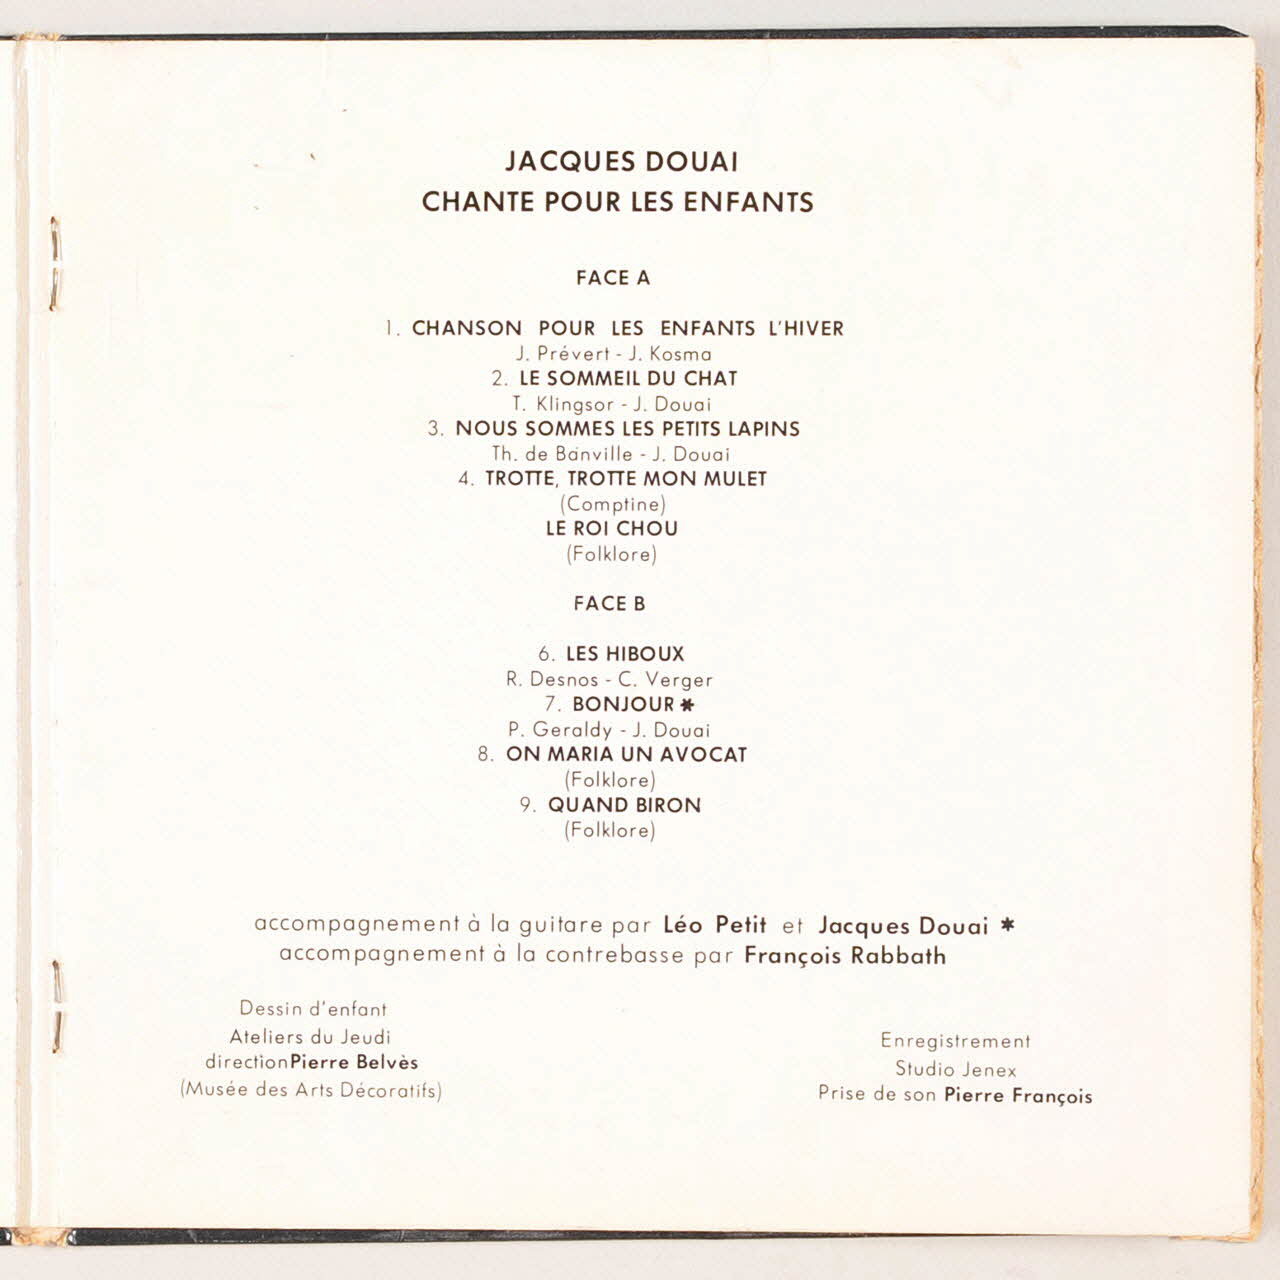 JACQUES DOUAI
CHANTE POUR LES ENFANTS
FACE A
1. CHANSON POUR LES ENFANTS L'HIVER
J. Prévert - J. Kosma
2. LE SOMMEIL DU CHAT
T. Klingsor - J. Douai
3. NOUS SOMMES LES PETITS LAPINS
Th. de Banville - J. Douai
4. TROTTE, TROTTE MON MULET
(Comptine)
LE ROI CHOU
(Folklore)
FACE B
6. LES HIBOUX
R. Desnos - C. Verger
7. BONJOUR *
P. Geraldy - J. Douai
8. ON MARIA UN AVOCAT
(Folklore)
9. QUAND BIRON
(Folklore)
accompagnement à la guitare par Léo Petit et Jacques Douai *
accompagnement à la contrebasse par François Rabbath
Dessin d'enfant
Ateliers du Jeudi
direction Pierre Belvès
(Musée des Arts Décoratifs)
Enregistrement
Studio Jenex
Prise de son Pierre François